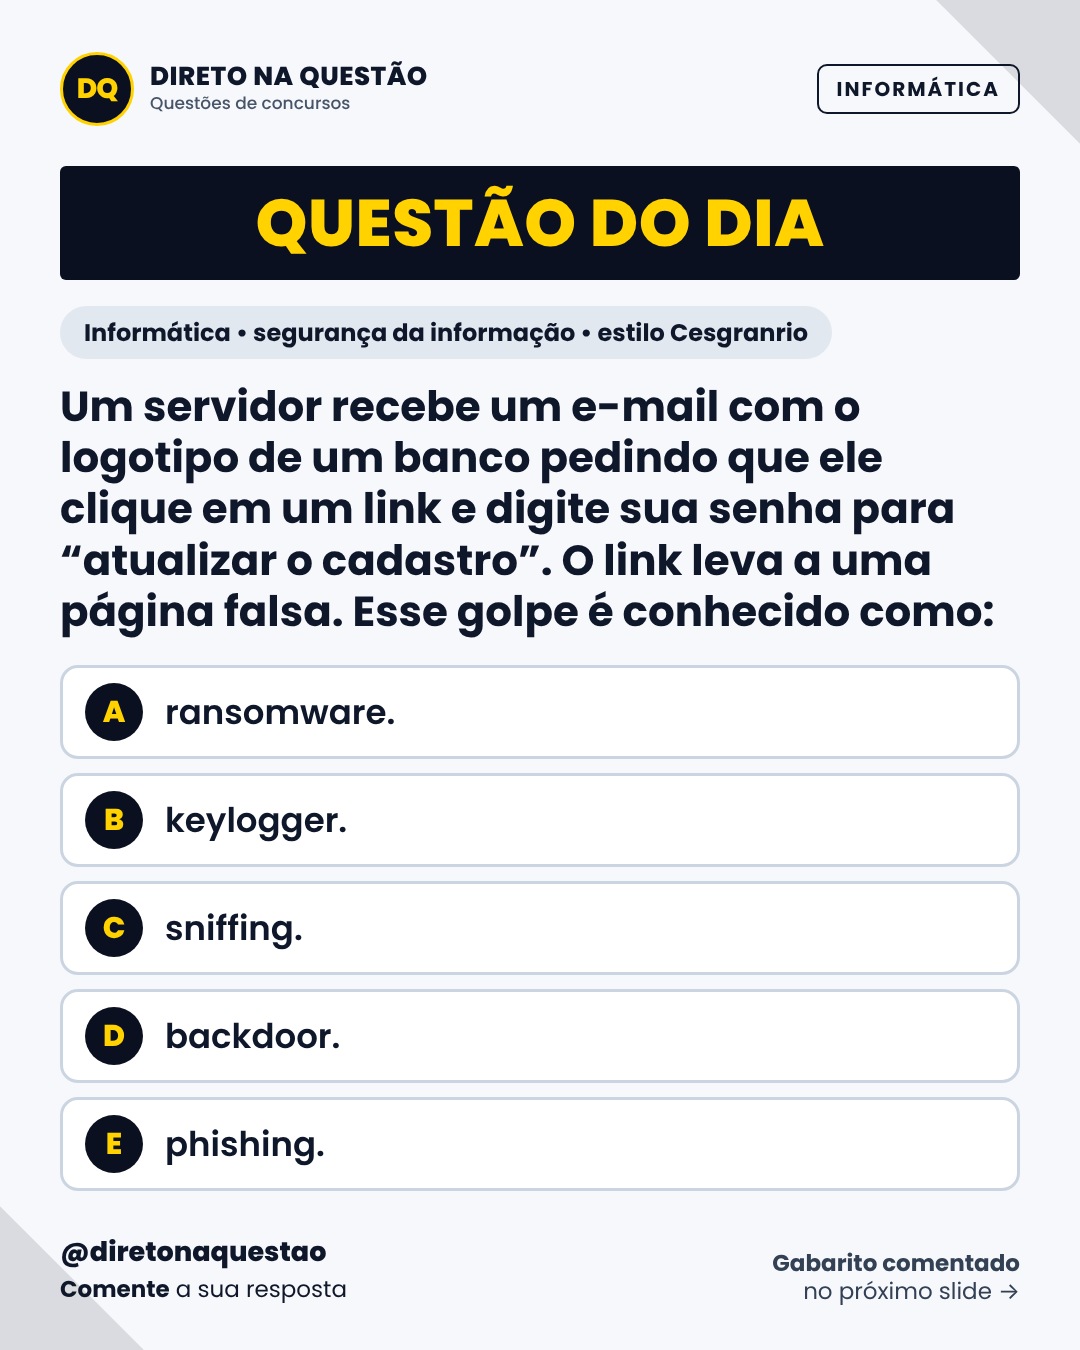 DQ
DIRETO NA QUESTÃO
Questões de concursos
INFORMÁTICA
QUESTÃO DO DIA
Informática • segurança da informação • estilo Cesgranrio
Um servidor recebe um e-mail com o
logotipo de um banco pedindo que ele
clique em um link e digite sua senha para
“atualizar o cadastro”. O link leva a uma
página falsa. Esse golpe é conhecido como:
A ransomware.
B keylogger.
C sniffing.
D backdoor.
E phishing.
@diretonaquestao
Comente a sua resposta
Gabarito comentado
no próximo slide →